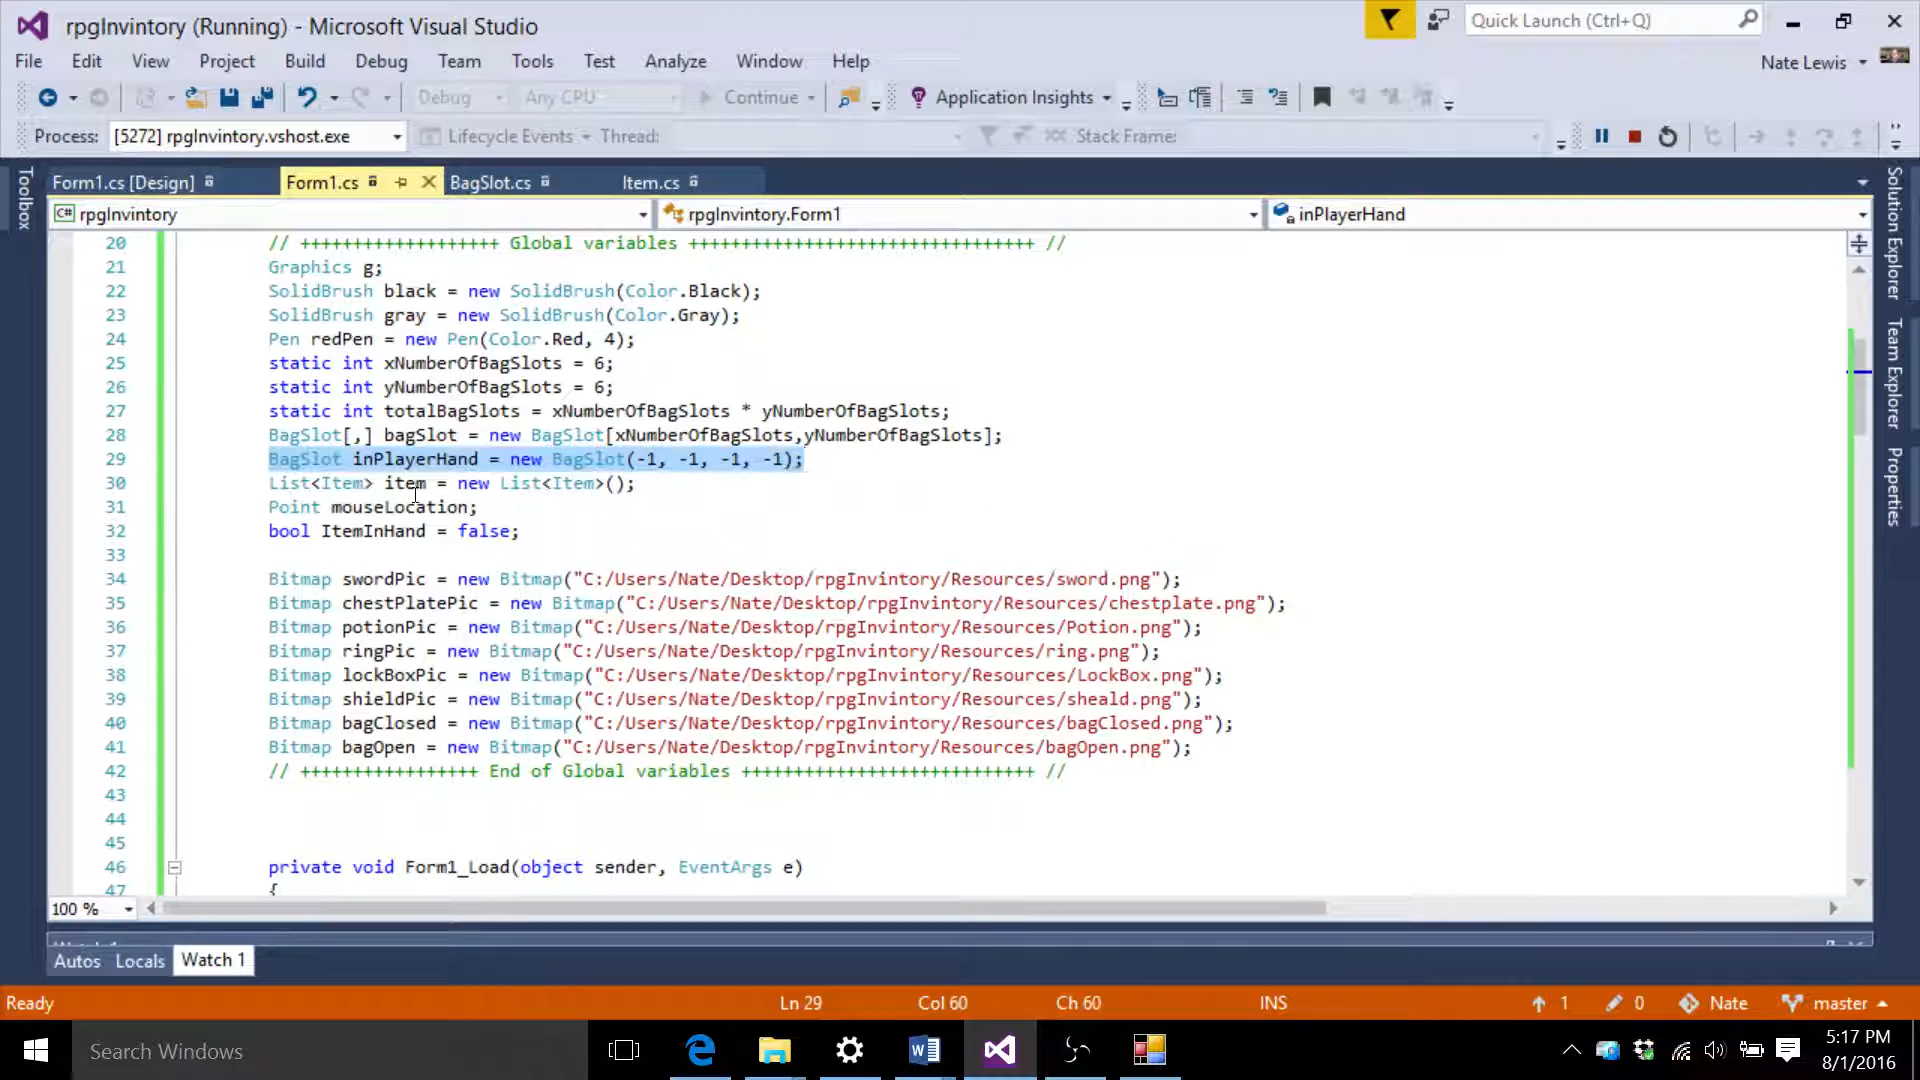 rpgInvintory (Running) - Microsoft Visual Studio
Quick Launch (Ctrl+Q)
File Edit View Project Build Debug Team Tools Test Analyze Window Help
Nate Lewis
Debug Any CPU Continue Application Insights
Process: [5272] rpgInvintory.vshost.exe Lifecycle Events Thread: Stack Frame:
Toolbox
Form1.cs [Design] Form1.cs BagSlot.cs Item.cs
Solution Explorer
Team Explorer
Properties
C# rpgInvintory rpgInvintory.Form1 inPlayerHand
20 // +++++++++++++++++++ Global variables +++++++++++++++++++++++++++++++++ //
21 Graphics g;
22 SolidBrush black = new SolidBrush(Color.Black);
23 SolidBrush gray = new SolidBrush(Color.Gray);
24 Pen redPen = new Pen(Color.Red, 4);
25 static int xNumberOfBagSlots = 6;
26 static int yNumberOfBagSlots = 6;
27 static int totalBagSlots = xNumberOfBagSlots * yNumberOfBagSlots;
28 BagSlot[,] bagSlot = new BagSlot[xNumberOfBagSlots,yNumberOfBagSlots];
29 BagSlot inPlayerHand = new BagSlot(-1, -1, -1, -1);
30 List<Item> item = new List<Item>();
31 Point mouseLocation;
32 bool ItemInHand = false;
33
34 Bitmap swordPic = new Bitmap("C:/Users/Nate/Desktop/rpgInvintory/Resources/sword.png");
35 Bitmap chestPlatePic = new Bitmap("C:/Users/Nate/Desktop/rpgInvintory/Resources/chestplate.png");
36 Bitmap potionPic = new Bitmap("C:/Users/Nate/Desktop/rpgInvintory/Resources/Potion.png");
37 Bitmap ringPic = new Bitmap("C:/Users/Nate/Desktop/rpgInvintory/Resources/ring.png");
38 Bitmap lockBoxPic = new Bitmap("C:/Users/Nate/Desktop/rpgInvintory/Resources/LockBox.png");
39 Bitmap shieldPic = new Bitmap("C:/Users/Nate/Desktop/rpgInvintory/Resources/sheald.png");
40 Bitmap bagClosed = new Bitmap("C:/Users/Nate/Desktop/rpgInvintory/Resources/bagClosed.png");
41 Bitmap bagOpen = new Bitmap("C:/Users/Nate/Desktop/rpgInvintory/Resources/bagOpen.png");
42 // +++++++++++++++++ End of Global variables ++++++++++++++++++++++++++++ //
43
44
45
46 private void Form1_Load(object sender, EventArgs e)
47 {
100 %
Autos Locals Watch 1
Ready Ln 29 Col 60 Ch 60 INS 1 0 Nate master
Search Windows
5:17 PM
8/1/2016